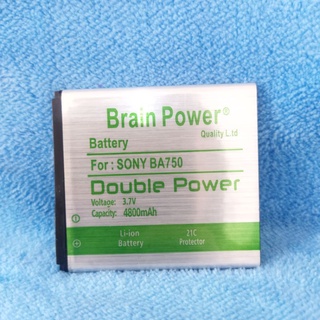 Brain Power®
Quality L.td
Battery
For : SONY BA750
Double Power
Voltage: 3.7V
Capacity: 4800mAh
Li-ion 21C
Battery Protector